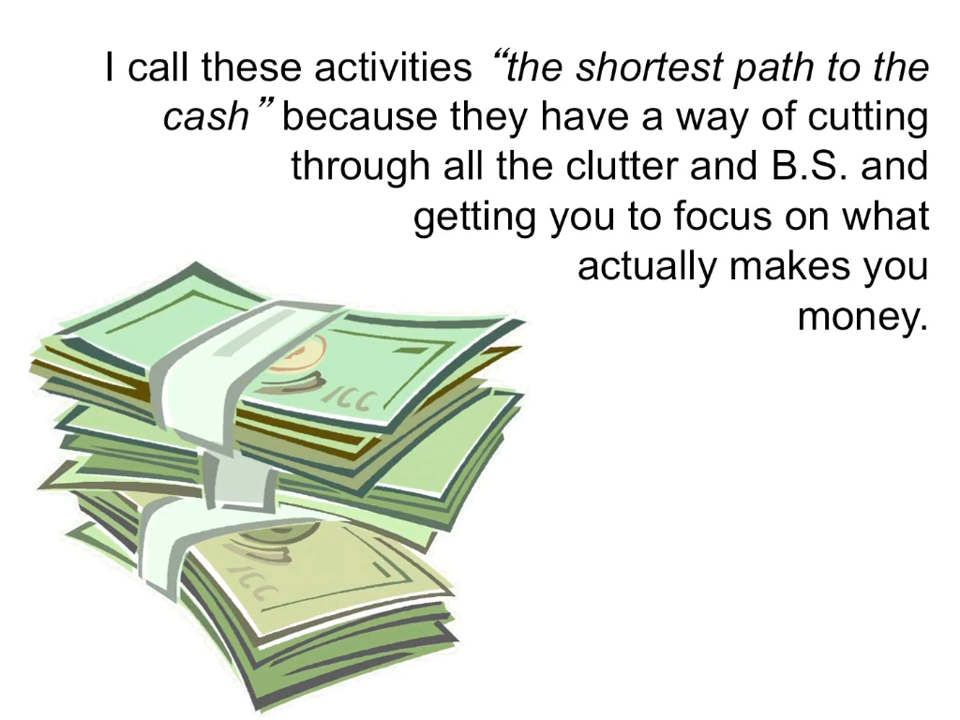 I call these activities “the shortest path to the
cash” because they have a way of cutting
through all the clutter and B.S. and
getting you to focus on what
actually makes you
money.